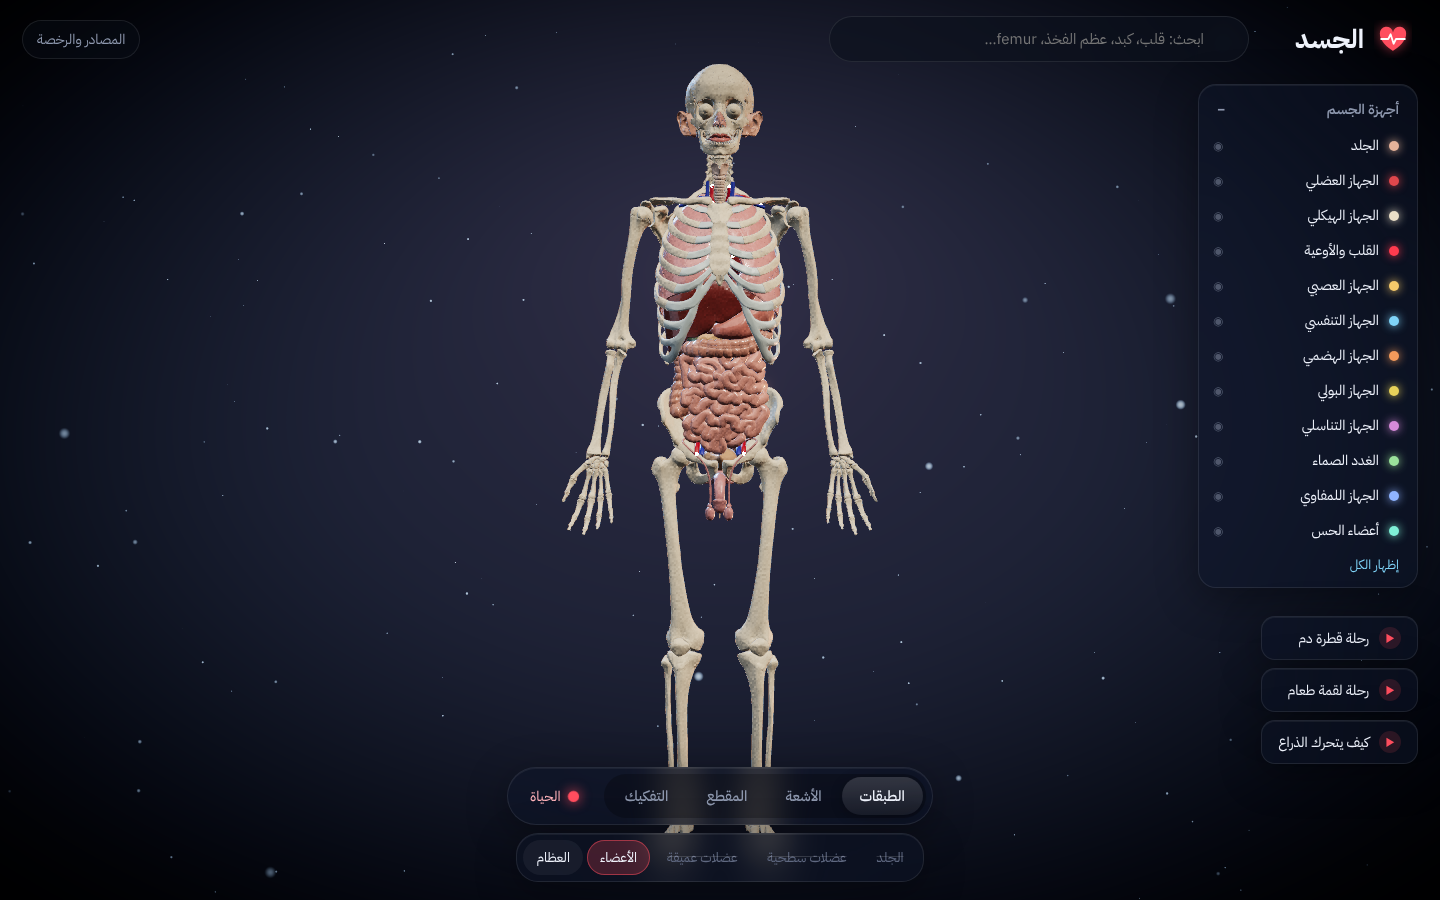 الجسد
ابحث: قلب، كبد، عظم الفخذ، femur...
المصادر والرخصة
أجهزة الجسم
الجلد
الجهاز العضلي
الجهاز الهيكلي
القلب والأوعية
الجهاز العصبي
الجهاز التنفسي
الجهاز الهضمي
الجهاز البولي
الجهاز التناسلي
الغدد الصماء
الجهاز اللمفاوي
أعضاء الحس
إظهار الكل
رحلة قطرة دم
رحلة لقمة طعام
كيف يتحرك الذراع
الطبقات الأشعة المقطع التفكيك الحياة
الجلد عضلات سطحية عضلات عميقة الأعضاء العظام